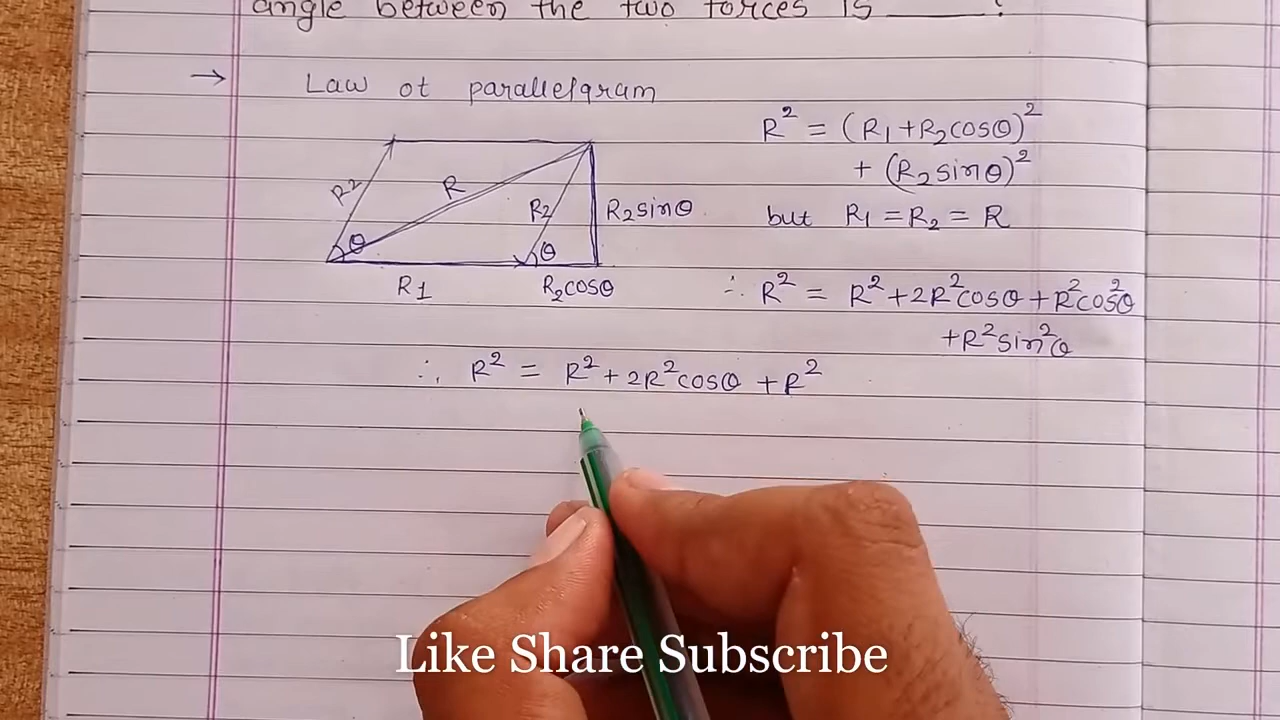 angle between the two forces is ______ ?
→ Law of parallelgram
R² = (R₁+R₂cosθ)²
+ (R₂sinθ)²
but R₁ = R₂ = R
∴ R² = R²+2R²cosθ+R²cos²θ
+R²sin²θ
∴ R² = R²+2R²cosθ+R²
R₂
R
R₂
R₂sinθ
θ
θ
R1
R₂cosθ
Like Share Subscribe